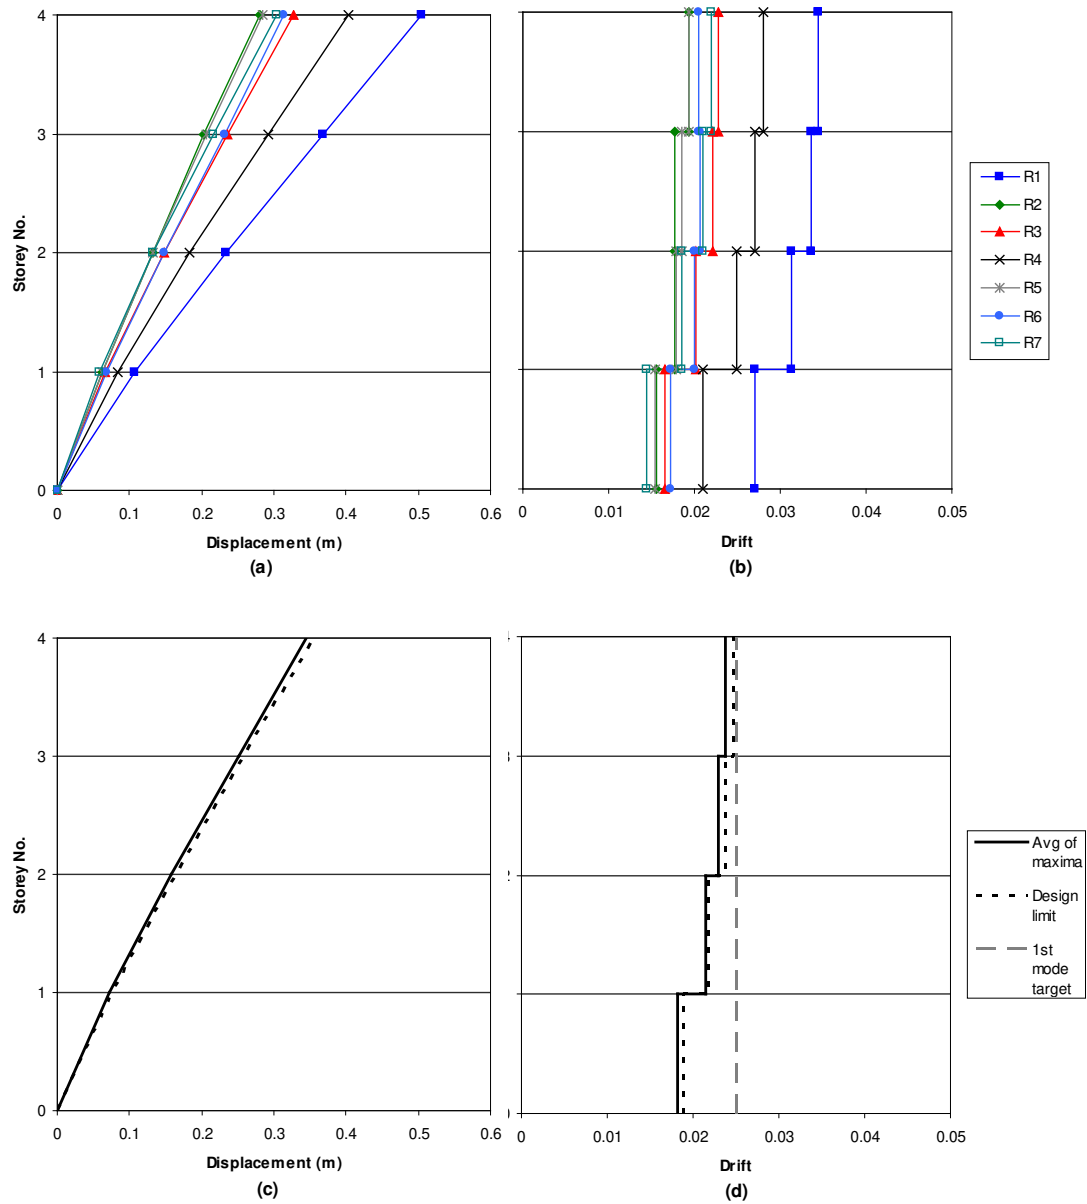 4
3
2
1
0
Storey No.
0
0.1
0.2
0.3
0.4
0.5
0.6
Displacement (m)
(a)
0
0.01
0.02
0.03
0.04
0.05
Drift
(b)
R1
R2
R3
R4
R5
R6
R7
4
3
2
1
0
Storey No.
0
0.1
0.2
0.3
0.4
0.5
0.6
Displacement (m)
(c)
0
0.01
0.02
0.03
0.04
0.05
Drift
(d)
Avg of
maxima
Design
limit
1st
mode
target